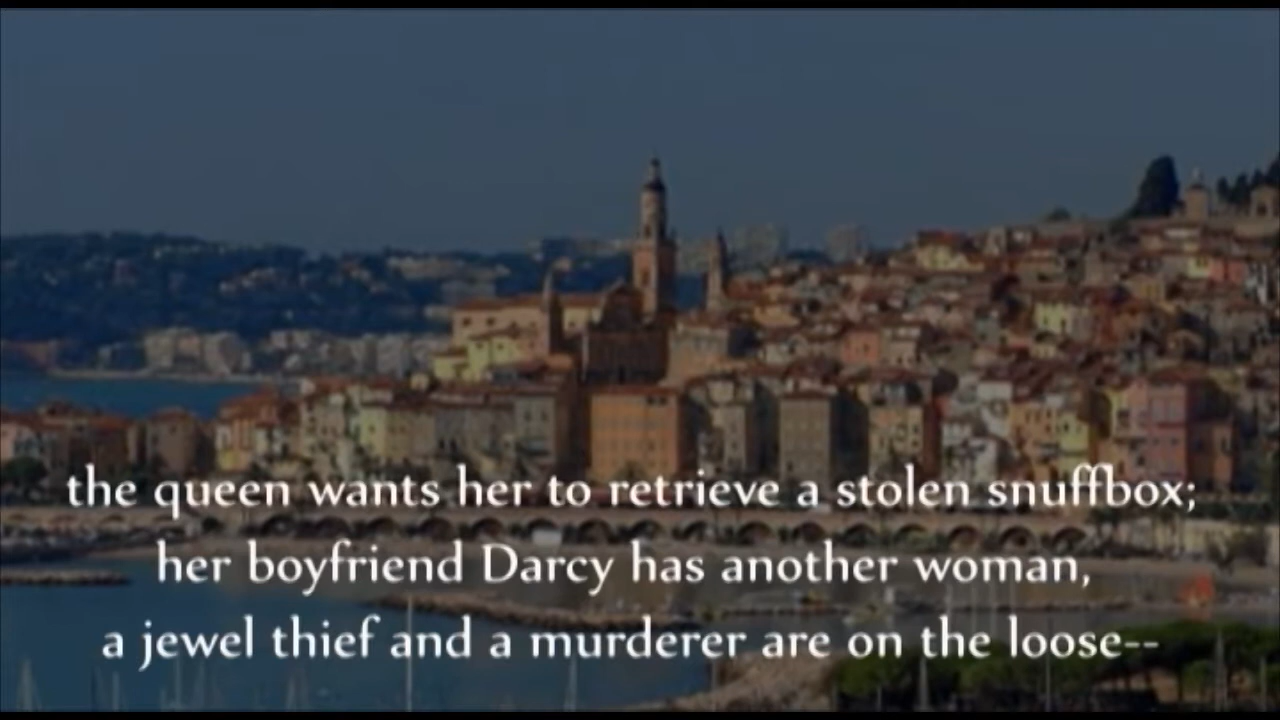 the queen wants her to retrieve a stolen snuffbox;
her boyfriend Darcy has another woman,
a jewel thief and a murderer are on the loose--